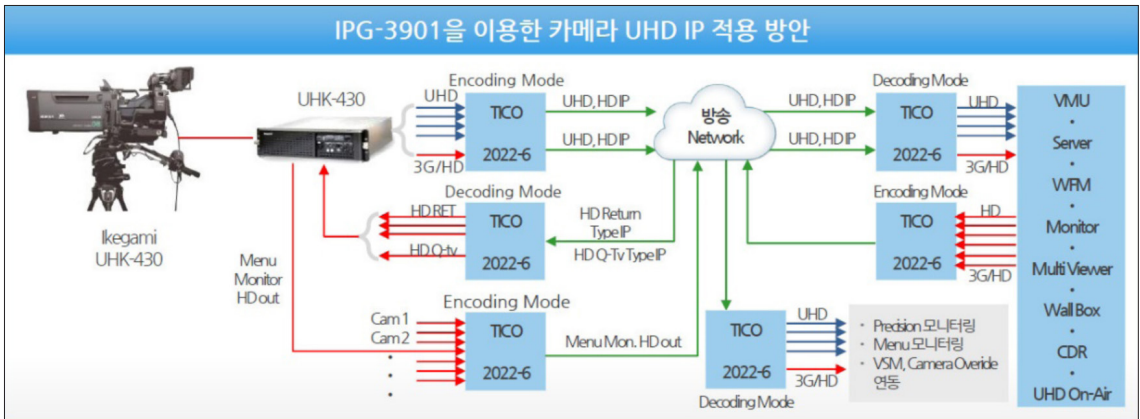 IPG-3901을 이용한 카메라 UHD IP 적용 방안
Ikegami
UHK-430
UHK-430
Encoding Mode
UHD
3G/HD
TICO
2022-6
UHD, HD IP
UHD, HD IP
방송
Network
UHD, HD IP
UHD, HD IP
Decoding Mode
TICO
2022-6
UHD
3G/HD
Decoding Mode
HD RET
HD Q-tv
TICO
2022-6
HD Return
Type IP
HD Q-Tv Type IP
Encoding Mode
TICO
2022-6
HD
3G/HD
Menu
Monitor
HD out
Encoding Mode
Cam 1
Cam 2
•
•
•
TICO
2022-6
Menu Mon. HD out
TICO
2022-6
Decoding Mode
UHD
3G/HD
· Precision 모니터링
· Menu 모니터링
· VSM, Camera Overide
연동
VMU
•
Server
•
WFM
•
Monitor
•
Multi Viewer
•
Wall Box
•
CDR
•
UHD On-Air